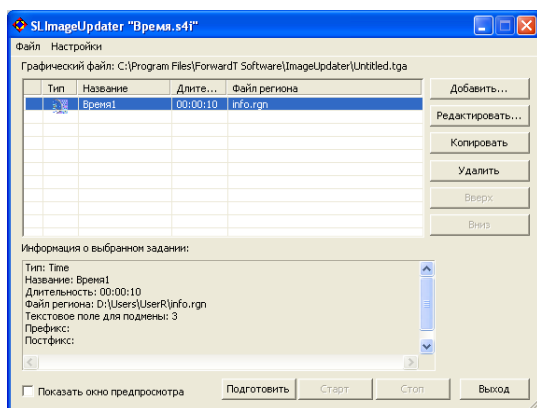 SLImageUpdater "Время.s4i"
Файл Настройки
Графический файл: C:\Program Files\ForwardT Software\ImageUpdater\Untitled.tga
Тип Название Длите... Файл региона
Время1 00:00:10 info.rgn
Добавить...
Редактировать...
Копировать
Удалить
Вверх
Вниз
Информация о выбранном задании:
Тип: Time
Название: Время1
Длительность: 00:00:10
Файл региона: D:\Users\UserR\info.rgn
Текстовое поле для подмены: 3
Префикс:
Постфикс:
Показать окно предпросмотра Подготовить Старт Стоп Выход